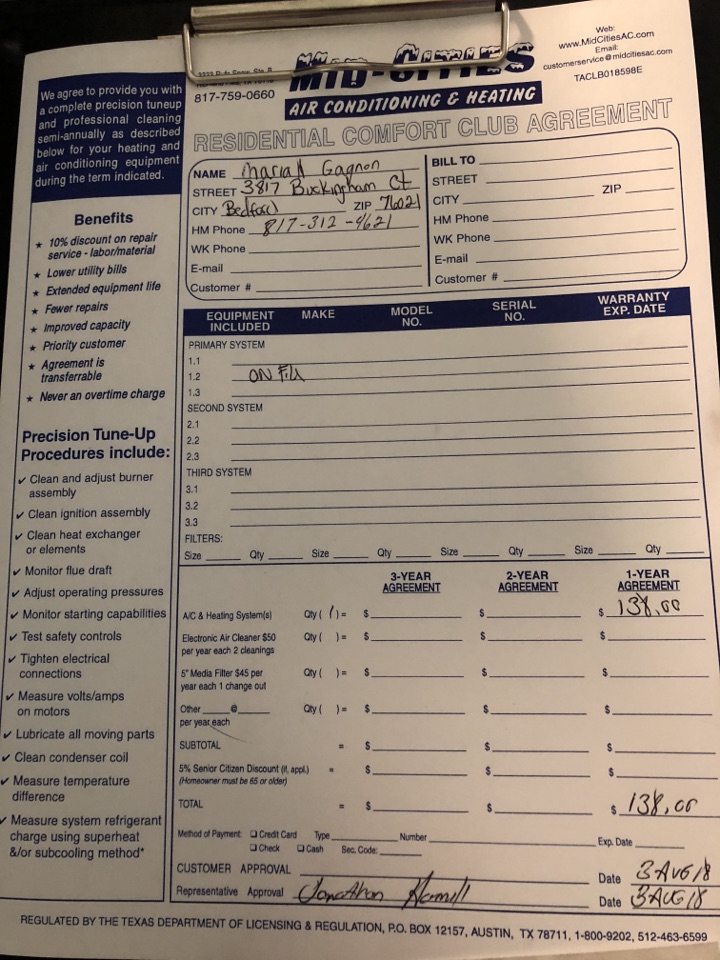 Web:
www.MidCitiesAC.com
Email:
customerservice@midcitiesac.com
TACLB018598E
817-759-0660
MID-CITIES
AIR CONDITIONING & HEATING
RESIDENTIAL COMFORT CLUB AGREEMENT
We agree to provide you with
a complete precision tuneup
and professional cleaning
semi-annually as described
below for your heating and
air conditioning equipment
during the term indicated.
Benefits
★ 10% discount on repair
service - labor/material
★ Lower utility bills
★ Extended equipment life
★ Fewer repairs
★ Improved capacity
★ Priority customer
★ Agreement is
transferrable
★ Never an overtime charge
Precision Tune-Up
Procedures include:
✓ Clean and adjust burner
assembly
✓ Clean ignition assembly
✓ Clean heat exchanger
or elements
✓ Monitor flue draft
✓ Adjust operating pressures
✓ Monitor starting capabilities
✓ Test safety controls
✓ Tighten electrical
connections
✓ Measure volts/amps
on motors
✓ Lubricate all moving parts
✓ Clean condenser coil
✓ Measure temperature
difference
✓ Measure system refrigerant
charge using superheat
&/or subcooling method*
NAME Gagnon
STREET 3817 Buckingham Ct
CITY Bedford ZIP 76021
HM Phone 817-312-4621
WK Phone
E-mail
Customer #
BILL TO
STREET
CITY ZIP
HM Phone
WK Phone
E-mail
Customer #
EQUIPMENT INCLUDED MAKE MODEL NO. SERIAL NO. WARRANTY EXP. DATE
PRIMARY SYSTEM
1.1
1.2 ON File
1.3
SECOND SYSTEM
2.1
2.2
2.3
THIRD SYSTEM
3.1
3.2
3.3
FILTERS:
Size Qty Size Qty Size Qty Size Qty
3-YEAR AGREEMENT 2-YEAR AGREEMENT 1-YEAR AGREEMENT
A/C & Heating System(s) Qty ( 1 ) = $ $ $ 138.00
Electronic Air Cleaner $50 Qty ( ) = $ $ $
per year each 2 cleanings
5" Media Filter $45 per Qty ( ) = $ $ $
year each 1 change out
Other @ Qty ( ) = $ $ $
per year each
SUBTOTAL = $ $ $
5% Senior Citizen Discount (if, appl.) = $ $ $
(Homeowner must be 65 or older)
TOTAL = $ $ $ 138.00
Method of Payment: ☐ Credit Card Type Number Exp. Date
☐ Check ☐ Cash Sec. Code:
CUSTOMER APPROVAL Date 3 AUG 18
Representative Approval Jonathan Hamill Date 3 AUG 18
REGULATED BY THE TEXAS DEPARTMENT OF LICENSING & REGULATION, P.O. BOX 12157, AUSTIN, TX 78711, 1-800-9202, 512-463-6599